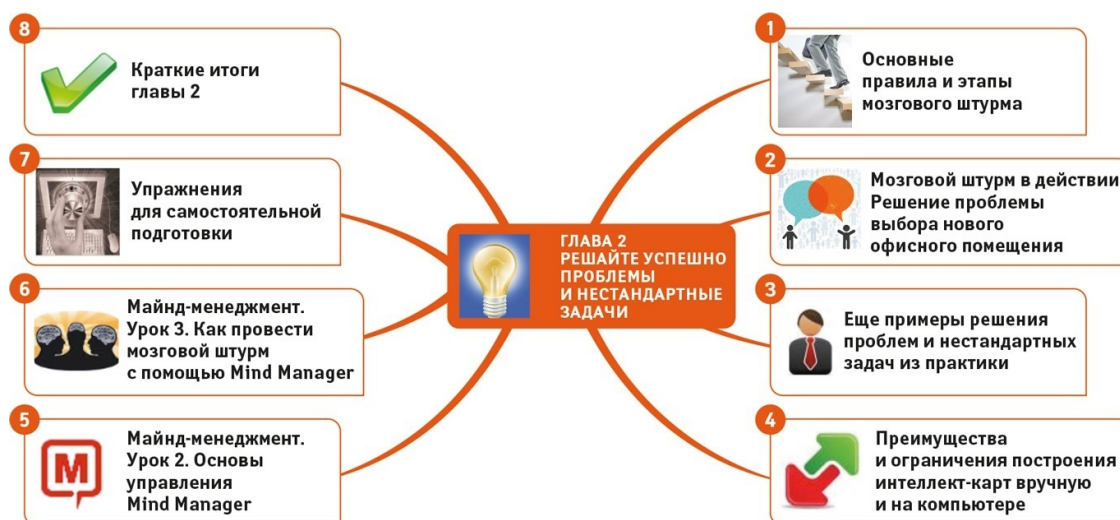 ГЛАВА 2
РЕШАЙТЕ УСПЕШНО
ПРОБЛЕМЫ
И НЕСТАНДАРТНЫЕ
ЗАДАЧИ
1
Основные
правила и этапы
мозгового штурма
2
Мозговой штурм в действии
Решение проблемы
выбора нового
офисного помещения
3
Еще примеры решения
проблем и нестандартных
задач из практики
4
Преимущества
и ограничения построения
интеллект-карт вручную
и на компьютере
5
M
Майнд-менеджмент.
Урок 2. Основы
управления
Mind Manager
6
Майнд-менеджмент.
Урок 3. Как провести
мозговой штурм
с помощью Mind Manager
7
Упражнения
для самостоятельной
подготовки
8
Краткие итоги
главы 2